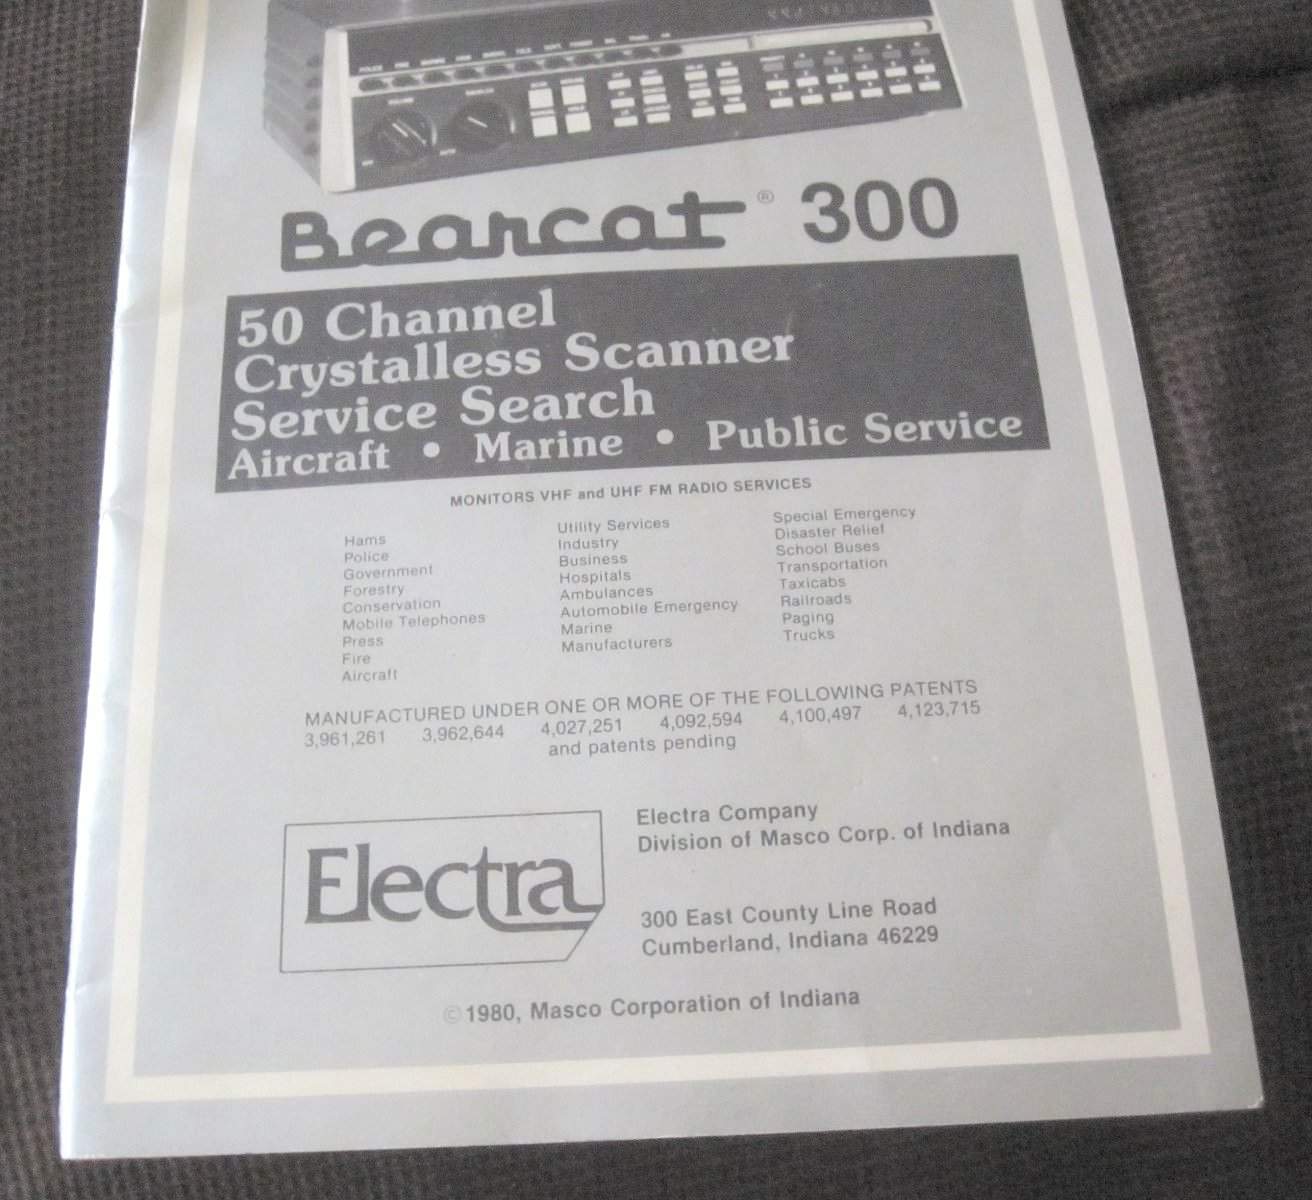 Bearcat® 300
50 Channel
Crystalless Scanner
Service Search
Aircraft • Marine • Public Service
MONITORS VHF and UHF FM RADIO SERVICES
Hams
Police
Government
Forestry
Conservation
Mobile Telephones
Press
Fire
Aircraft
Utility Services
Industry
Business
Hospitals
Ambulances
Automobile Emergency
Marine
Manufacturers
Special Emergency
Disaster Relief
School Buses
Transportation
Taxicabs
Railroads
Paging
Trucks
MANUFACTURED UNDER ONE OR MORE OF THE FOLLOWING PATENTS
3,961,261 3,962,644 4,027,251 4,092,594 4,100,497 4,123,715
and patents pending
Electra
Electra Company
Division of Masco Corp. of Indiana
300 East County Line Road
Cumberland, Indiana 46229
©1980, Masco Corporation of Indiana